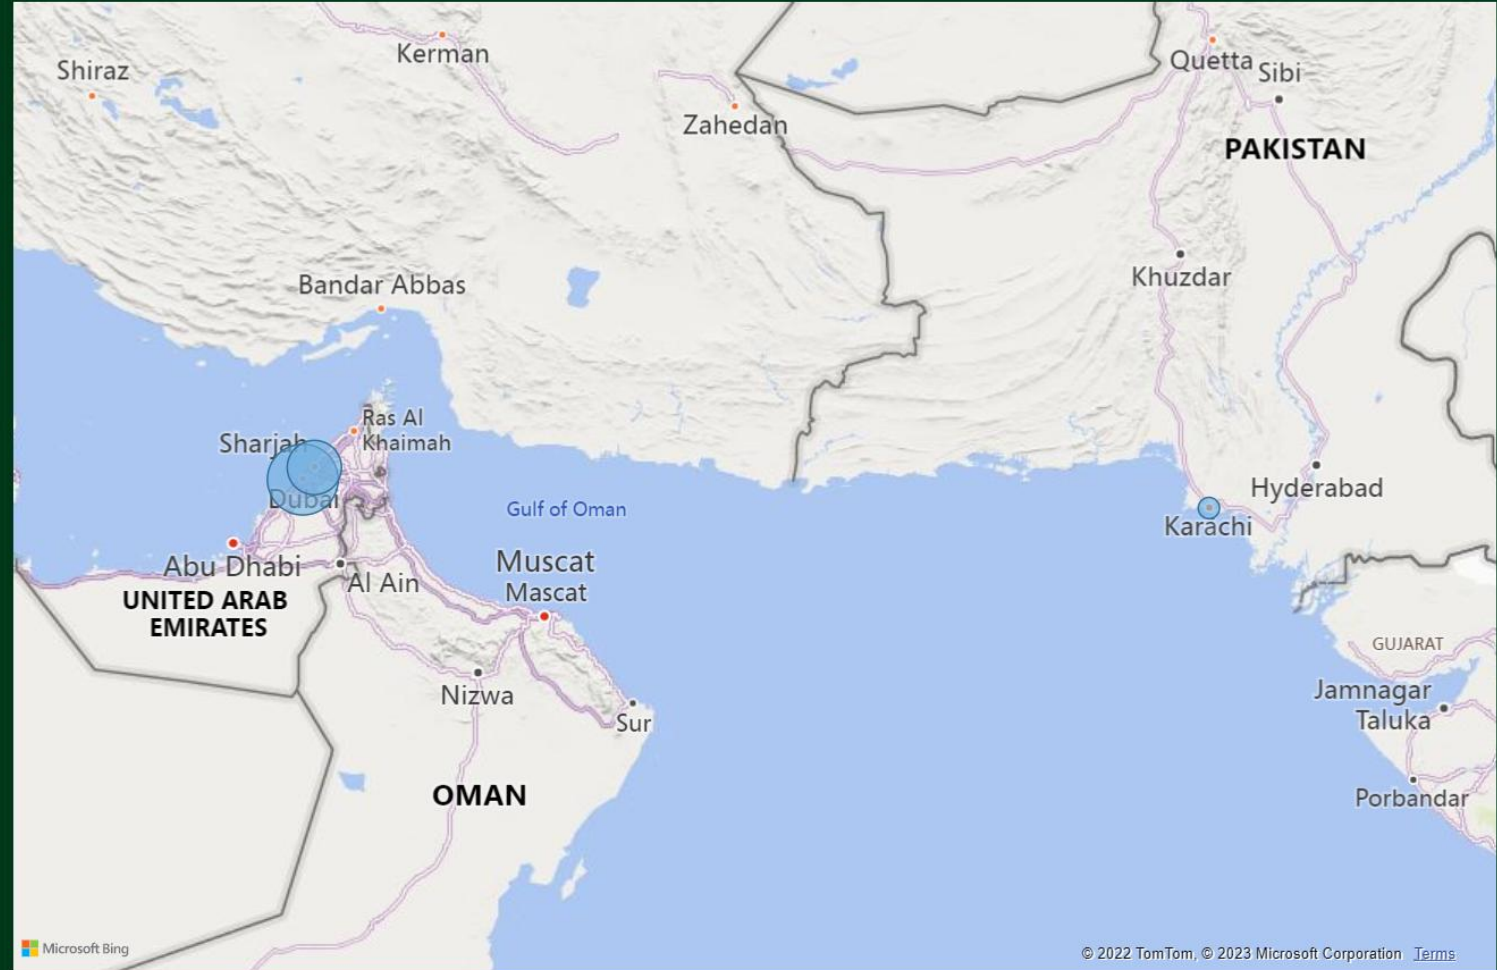 Kerman
Shiraz
Quetta
Sibi
Zahedan
PAKISTAN
Bandar Abbas
Khuzdar
Ras Al
Khaimah
Sharjah
Dubai
Gulf of Oman
Hyderabad
Karachi
Abu Dhabi
Al Ain
Muscat
Mascat
UNITED ARAB
EMIRATES
GUJARAT
Nizwa
Sur
Jamnagar
Taluka
OMAN
Porbandar
Microsoft Bing
© 2022 TomTom, © 2023 Microsoft Corporation Terms